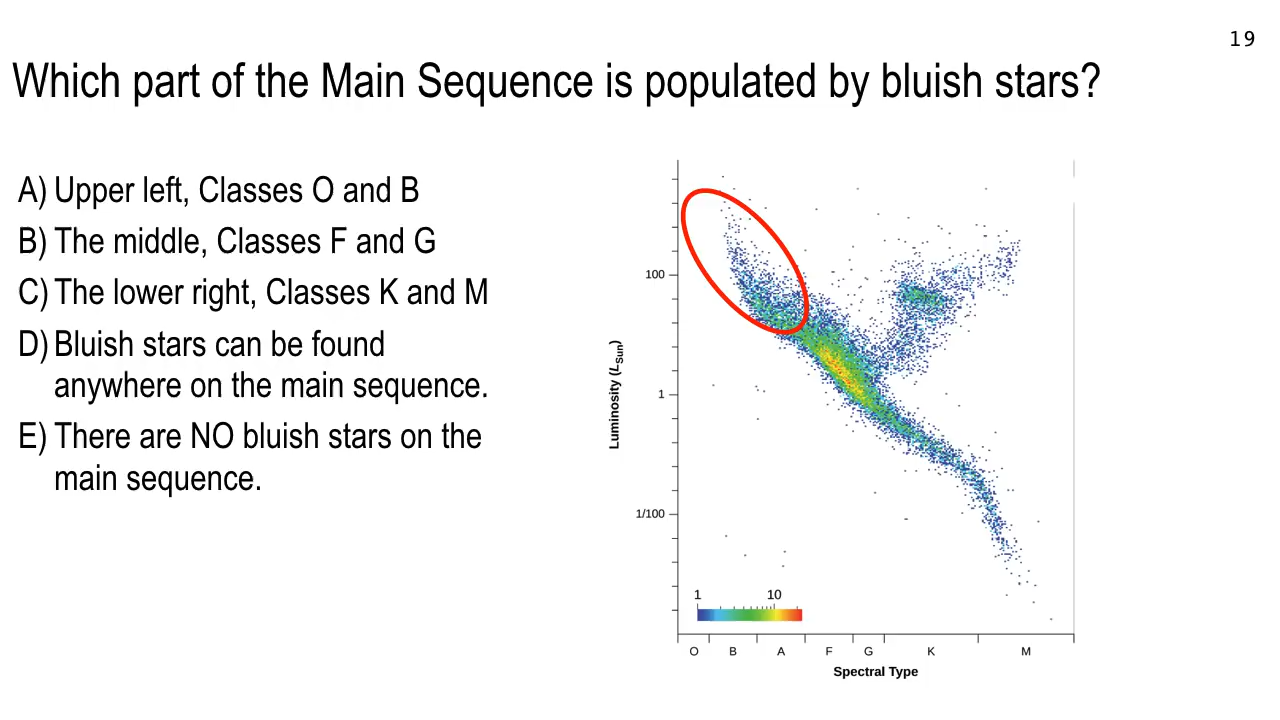 19
Which part of the Main Sequence is populated by bluish stars?
A) Upper left, Classes O and B
B) The middle, Classes F and G
C) The lower right, Classes K and M
D) Bluish stars can be found
anywhere on the main sequence.
E) There are NO bluish stars on the
main sequence.
100
1
1/100
Luminosity (LSun)
1 10
O B A F G K M
Spectral Type